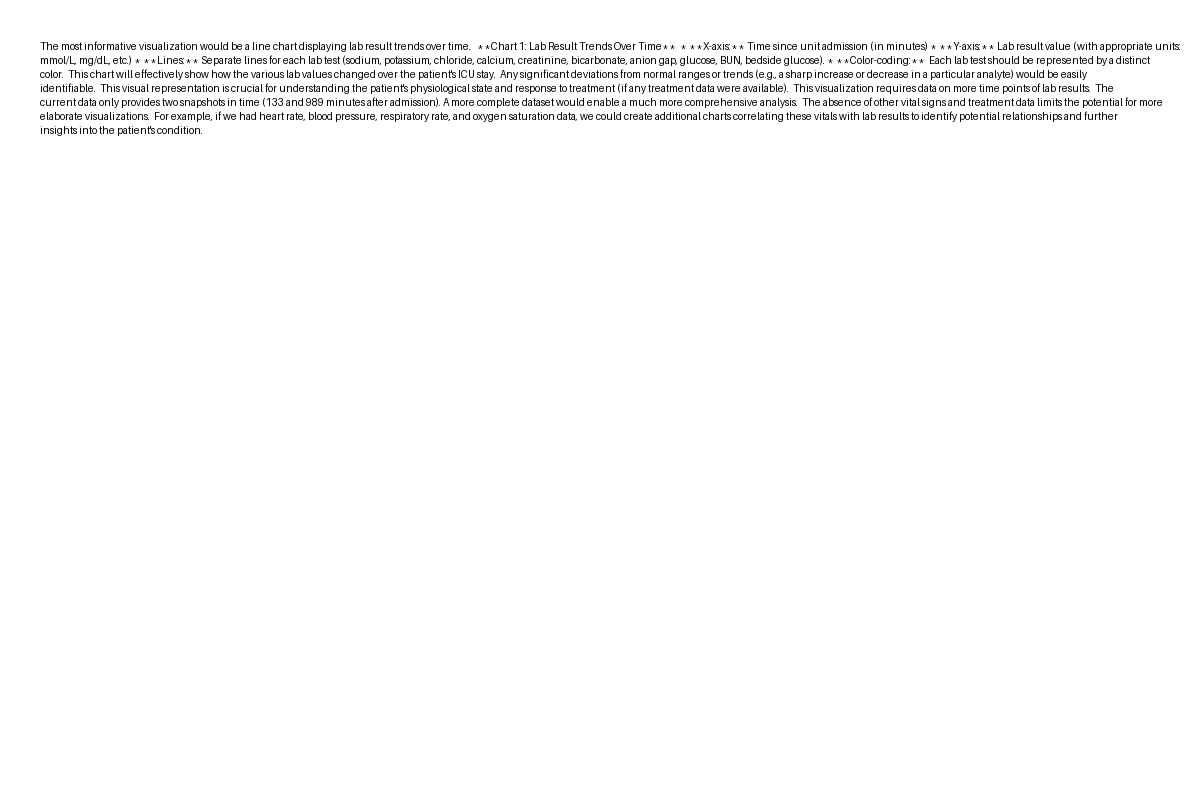 The most informative visualization would be a line chart displaying lab result trends over time.   **Chart 1: Lab Result Trends Over Time**  * **X-axis:** Time since unit admission (in minutes) * **Y-axis:** Lab result value (with appropriate units:
mmol/L, mg/dL, etc.) * **Lines:** Separate lines for each lab test (sodium, potassium, chloride, calcium, creatinine, bicarbonate, anion gap, glucose, BUN, bedside glucose). * **Color-coding:** Each lab test should be represented by a distinct
color.  This chart will effectively show how the various lab values changed over the patient's ICU stay.  Any significant deviations from normal ranges or trends (e.g., a sharp increase or decrease in a particular analyte) would be easily
identifiable.  This visual representation is crucial for understanding the patient's physiological state and response to treatment (if any treatment data were available).  This visualization requires data on more time points of lab results.  The
current data only provides two snapshots in time (133 and 989 minutes after admission). A more complete dataset would enable a much more comprehensive analysis.  The absence of other vital signs and treatment data limits the potential for more
elaborate visualizations.  For example, if we had heart rate, blood pressure, respiratory rate, and oxygen saturation data, we could create additional charts correlating these vitals with lab results to identify potential relationships and further
insights into the patient's condition.